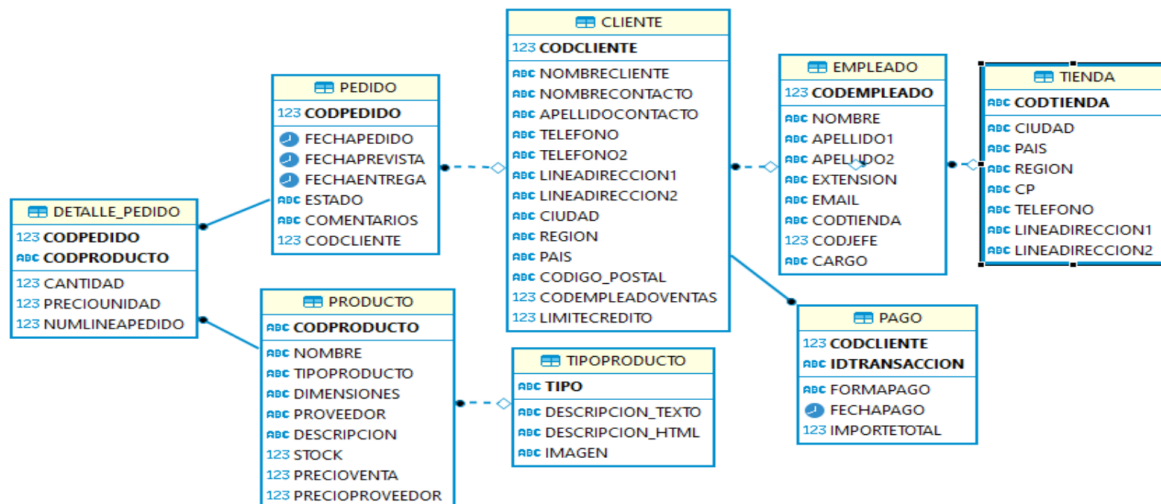 CLIENTE
123 CODCLIENTE
ABC NOMBRECLIENTE
ABC NOMBRECONTACTO
ABC APELLIDOCONTACTO
ABC TELEFONO
ABC TELEFONO2
ABC LINEADIRECCION1
ABC LINEADIRECCION2
ABC CIUDAD
ABC REGION
ABC PAIS
ABC CODIGO_POSTAL
123 CODEMPLEADOVENTAS
123 LIMITECREDITO
EMPLEADO
123 CODEMPLEADO
ABC NOMBRE
ABC APELLIDO1
ABC APELLIDO2
ABC EXTENSION
ABC EMAIL
ABC CODTIENDA
123 CODJEFE
ABC CARGO
TIENDA
ABC CODTIENDA
ABC CIUDAD
ABC PAIS
ABC REGION
ABC CP
ABC TELEFONO
ABC LINEADIRECCION1
ABC LINEADIRECCION2
PEDIDO
123 CODPEDIDO
FECHAPEDIDO
FECHAPREVISTA
FECHAENTREGA
ABC ESTADO
ABC COMENTARIOS
123 CODCLIENTE
DETALLE_PEDIDO
123 CODPEDIDO
ABC CODPRODUCTO
123 CANTIDAD
123 PRECIOUNIDAD
123 NUMLINEAPEDIDO
PRODUCTO
ABC CODPRODUCTO
ABC NOMBRE
ABC TIPOPRODUCTO
ABC DIMENSIONES
ABC PROVEEDOR
ABC DESCRIPCION
123 STOCK
123 PRECIOVENTA
123 PRECIOPROVEEDOR
TIPOPRODUCTO
ABC TIPO
ABC DESCRIPCION_TEXTO
ABC DESCRIPCION_HTML
ABC IMAGEN
PAGO
123 CODCLIENTE
ABC IDTRANSACCION
ABC FORMAPAGO
FECHAPAGO
123 IMPORTETOTAL